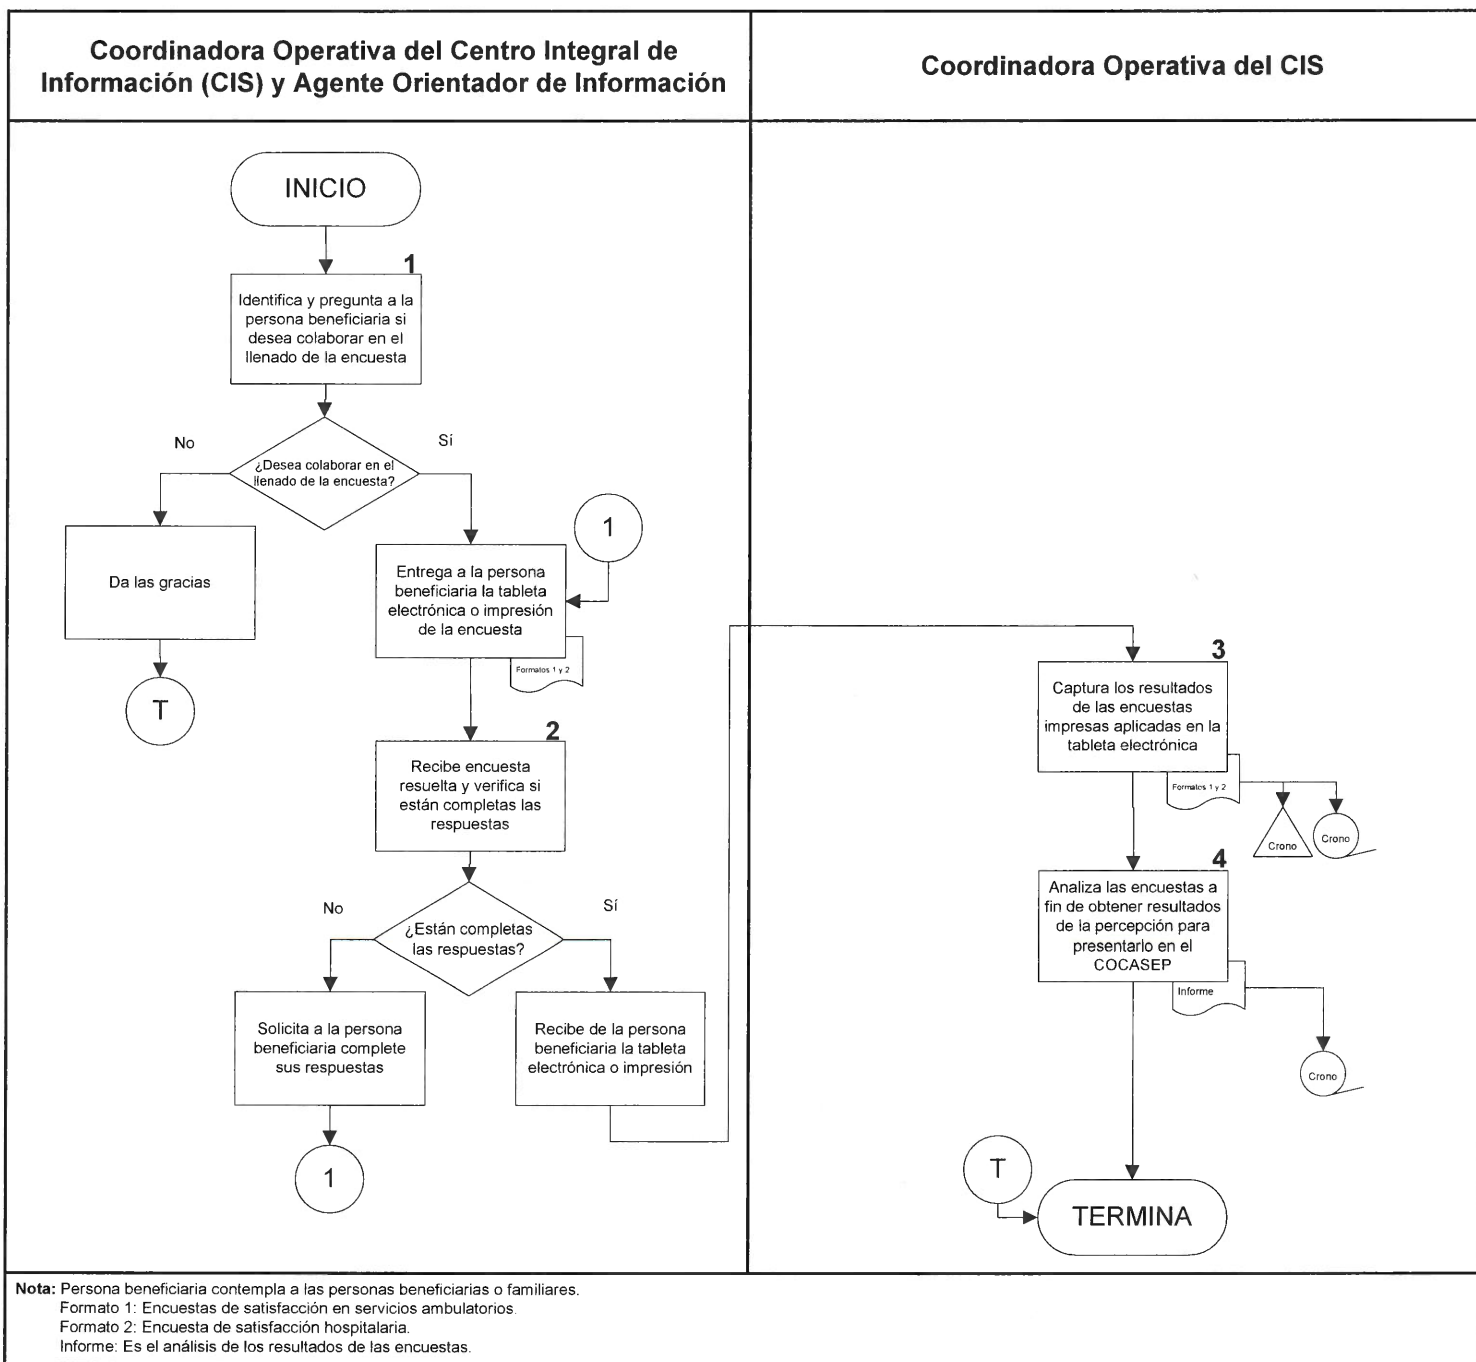 Coordinadora Operativa del Centro Integral de
Información (CIS) y Agente Orientador de Información
Coordinadora Operativa del CIS
INICIO
1
Identifica y pregunta a la
persona beneficiaria si
desea colaborar en el
llenado de la encuesta
No
Sí
¿Desea colaborar en el
llenado de la encuesta?
1
Da las gracias
Entrega a la persona
beneficiaria la tableta
electrónica o impresión
de la encuesta
Formatos 1 y 2
T
2
Recibe encuesta
resuelta y verifica si
están completas las
respuestas
No
Sí
¿Están completas
las respuestas?
Solicita a la persona
beneficiaria complete
sus respuestas
Recibe de la persona
beneficiaria la tableta
electrónica o impresión
1
3
Captura los resultados
de las encuestas
impresas aplicadas en la
tableta electrónica
Formatos 1 y 2
Crono
Crono
4
Analiza las encuestas a
fin de obtener resultados
de la percepción para
presentarlo en el
COCASEP
Informe
Crono
T
TERMINA
Nota: Persona beneficiaria contempla a las personas beneficiarias o familiares.
Formato 1: Encuestas de satisfacción en servicios ambulatorios.
Formato 2: Encuesta de satisfacción hospitalaria.
Informe: Es el análisis de los resultados de las encuestas.